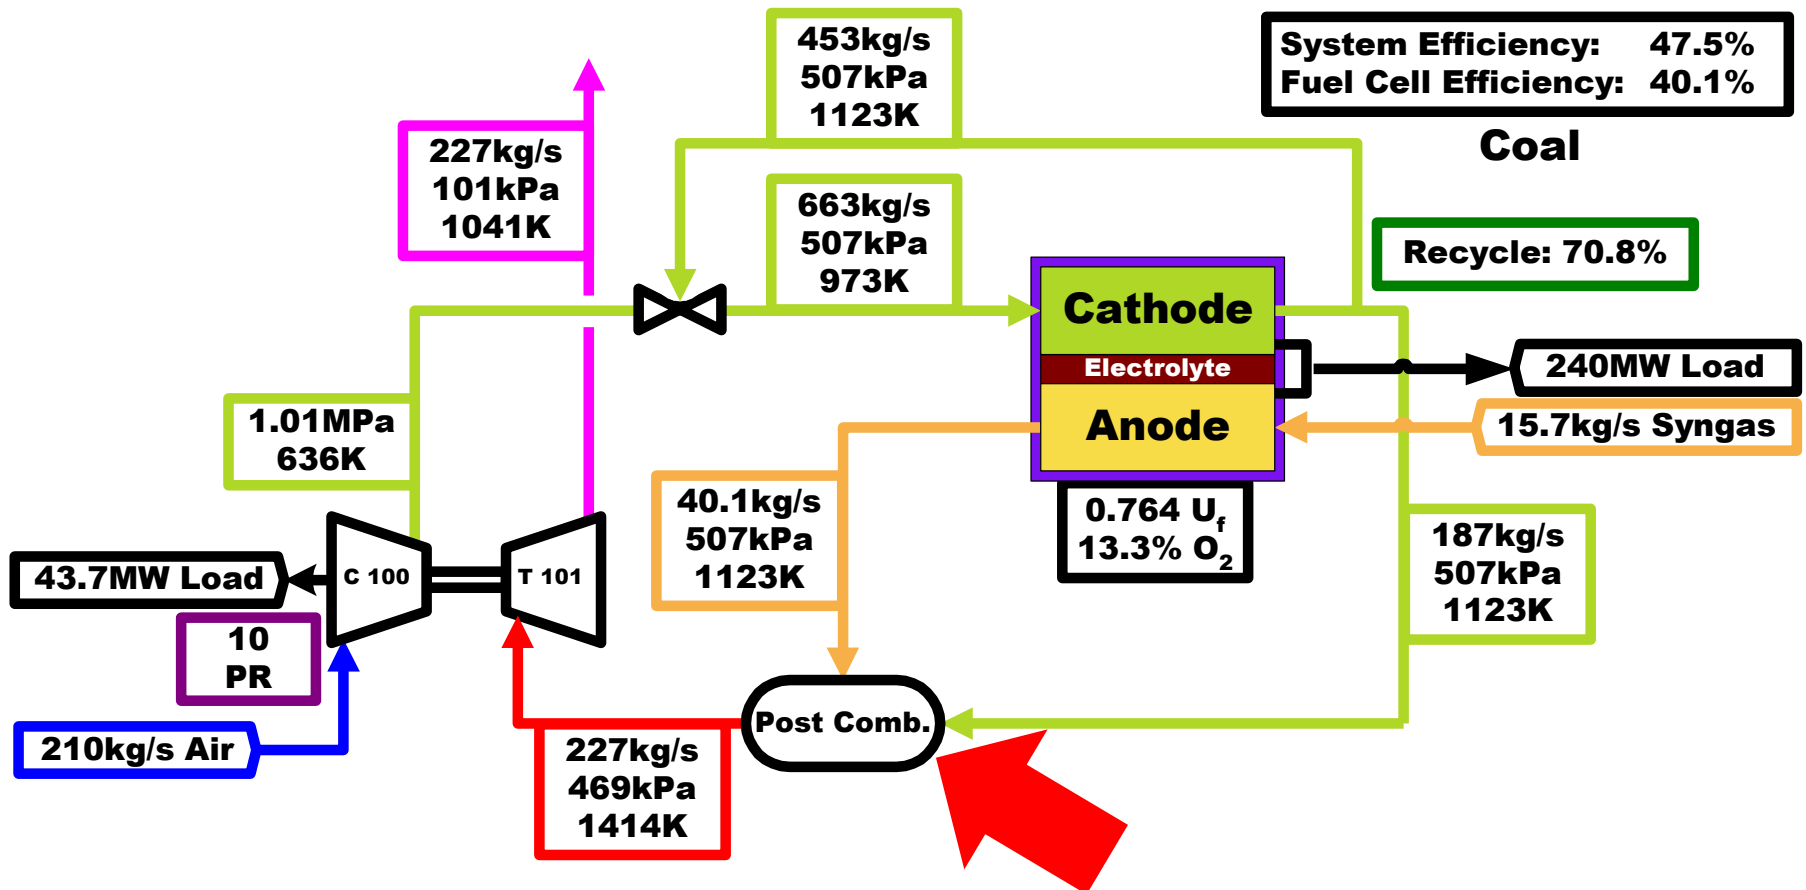 453kg/s
507kPa
1123K
System Efficiency: 47.5%
Fuel Cell Efficiency: 40.1%
Coal
227kg/s
101kPa
1041K
663kg/s
507kPa
973K
Recycle: 70.8%
Cathode
Electrolyte
Anode
240MW Load
15.7kg/s Syngas
1.01MPa
636K
40.1kg/s
507kPa
1123K
0.764 U_f
13.3% O₂
187kg/s
507kPa
1123K
43.7MW Load
C 100
T 101
10
PR
210kg/s Air
Post Comb.
227kg/s
469kPa
1414K